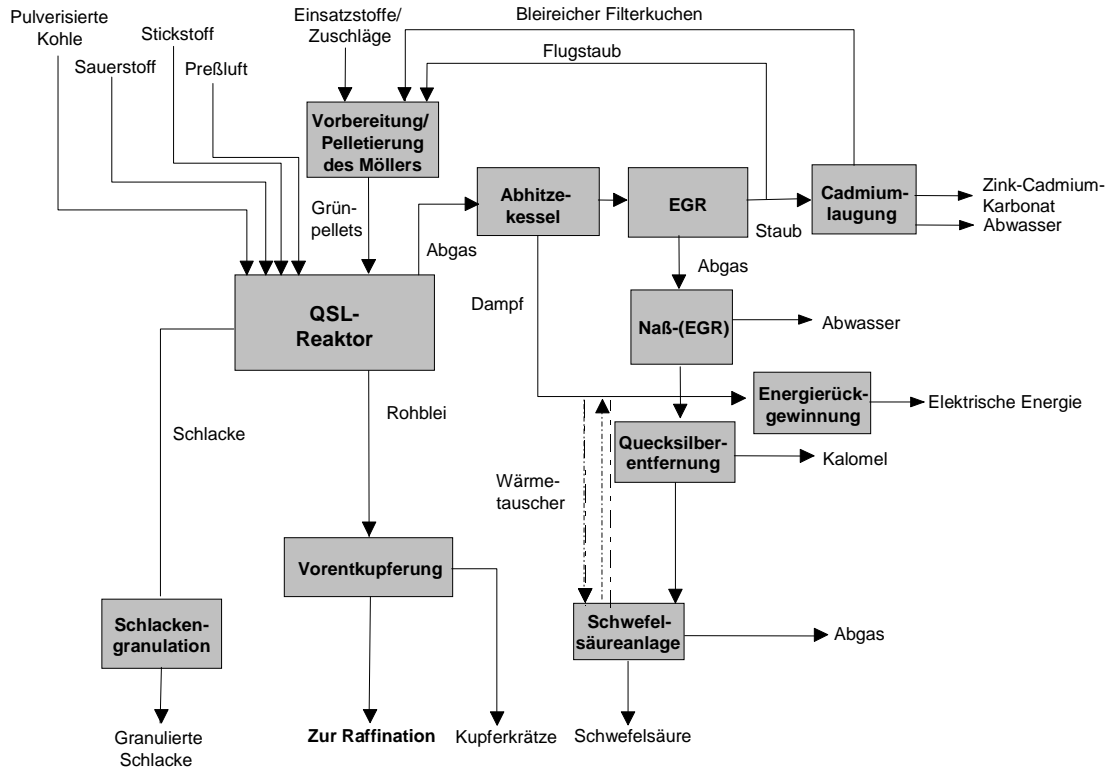 Pulverisierte
Kohle
Stickstoff
Sauerstoff
Preßluft
Einsatzstoffe/
Zuschläge
Bleireicher Filterkuchen
Flugstaub
Vorbereitung/
Pelletierung
des Möllers
Grün-
pellets
Abgas
Abhitze-
kessel
EGR
Staub
Cadmium-
laugung
Zink-Cadmium-
Karbonat
Abwasser
QSL-
Reaktor
Dampf
Abgas
Naß-(EGR)
Abwasser
Energierück-
gewinnung
Elektrische Energie
Schlacke
Rohblei
Quecksilber-
entfernung
Kalomel
Wärme-
tauscher
Vorentkupferung
Schlacken-
granulation
Schwefel-
säureanlage
Abgas
Granulierte
Schlacke
Zur Raffination
Kupferkrätze
Schwefelsäure